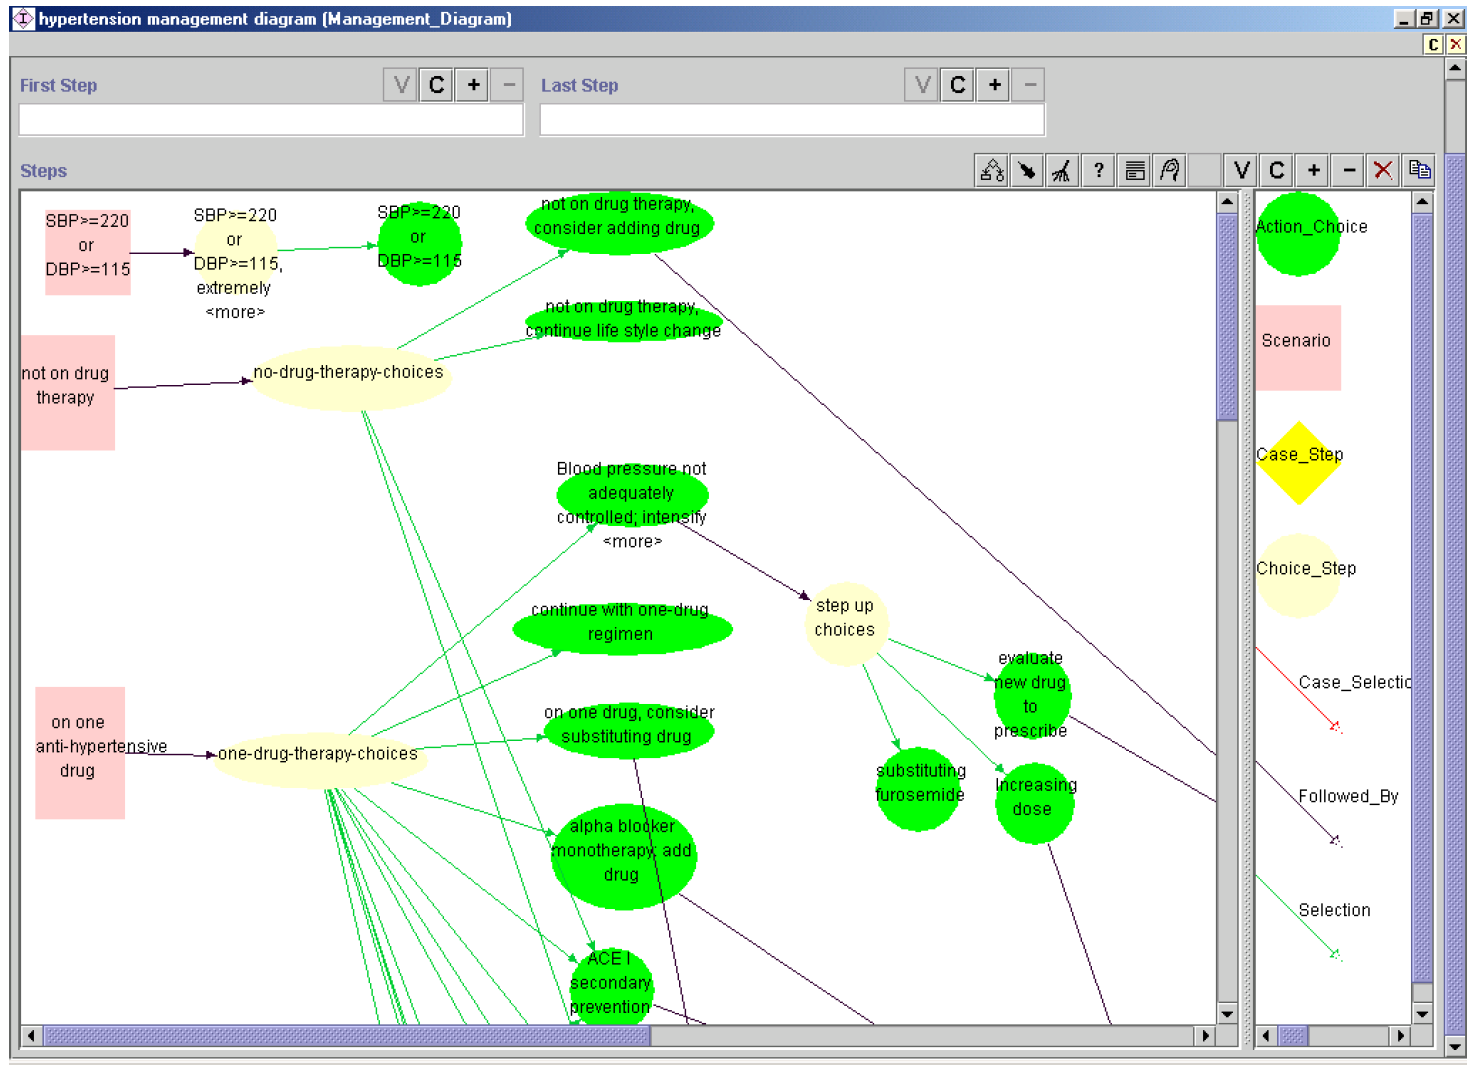 hypertension management diagram (Management_Diagram)
C
First Step
V C + −
Last Step
V C + −
Steps
? V C + −
SBP>=220
or
DBP>=115
SBP>=220
or
DBP>=115,
extremely
<more>
SBP>=220
or
DBP>=115
not on drug therapy,
consider adding drug
not on drug therapy,
continue life style change
not on drug
therapy
no-drug-therapy-choices
Blood pressure not
adequately
controlled; intensify
<more>
continue with one-drug
regimen
step up
choices
evaluate
new drug
to
prescribe
on one
anti-hypertensive
drug
one-drug-therapy-choices
on one drug, consider
substituting drug
substituting
furosemide
Increasing
dose
alpha blocker
monotherapy, add
drug
ACE I
secondary
prevention
Action_Choice
Scenario
Case_Step
Choice_Step
Case_Selectio
Followed_By
Selection